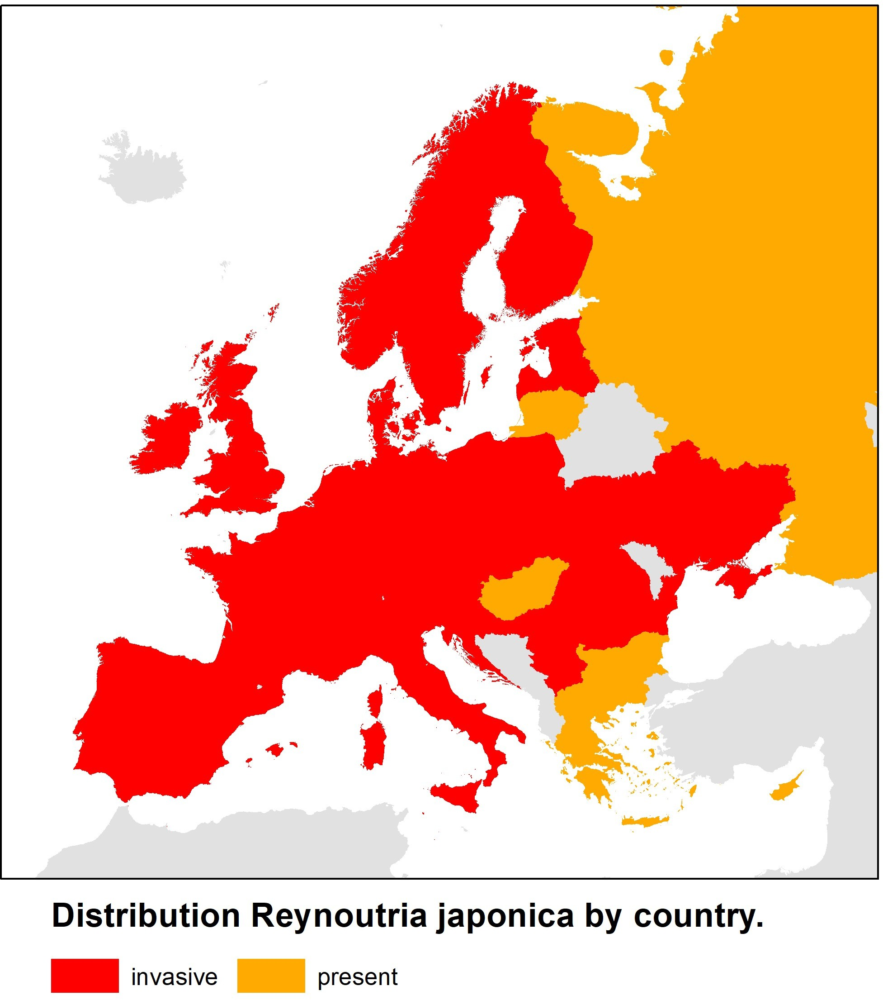 Distribution Reynoutria japonica by country.
invasive present